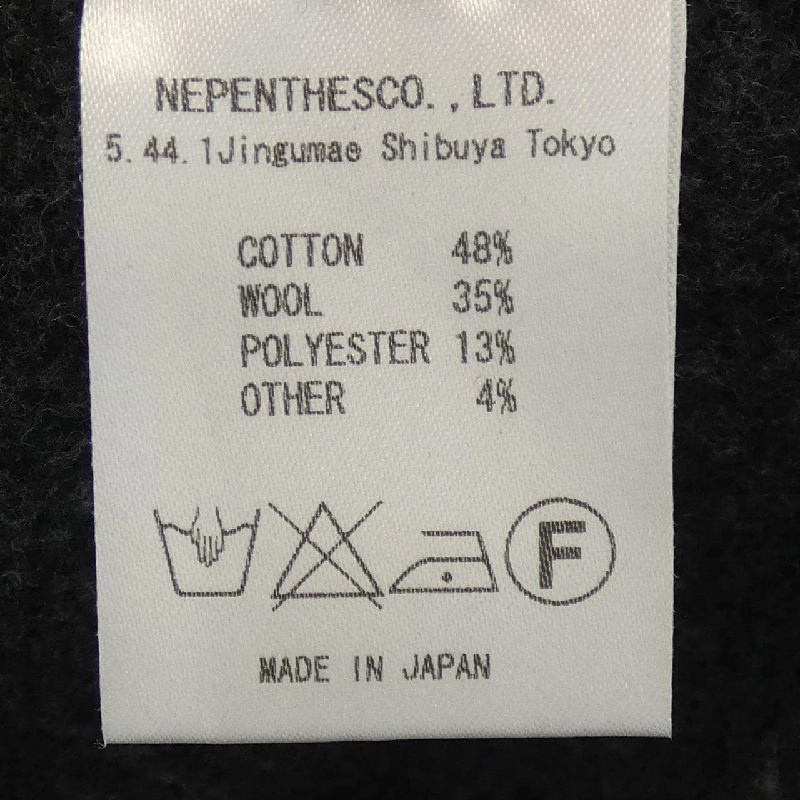 NEPENTHESCO.,LTD.
5.44.1Jingumae Shibuya Tokyo
COTTON 48%
WOOL 35%
POLYESTER 13%
OTHER 4%
F
MADE IN JAPAN